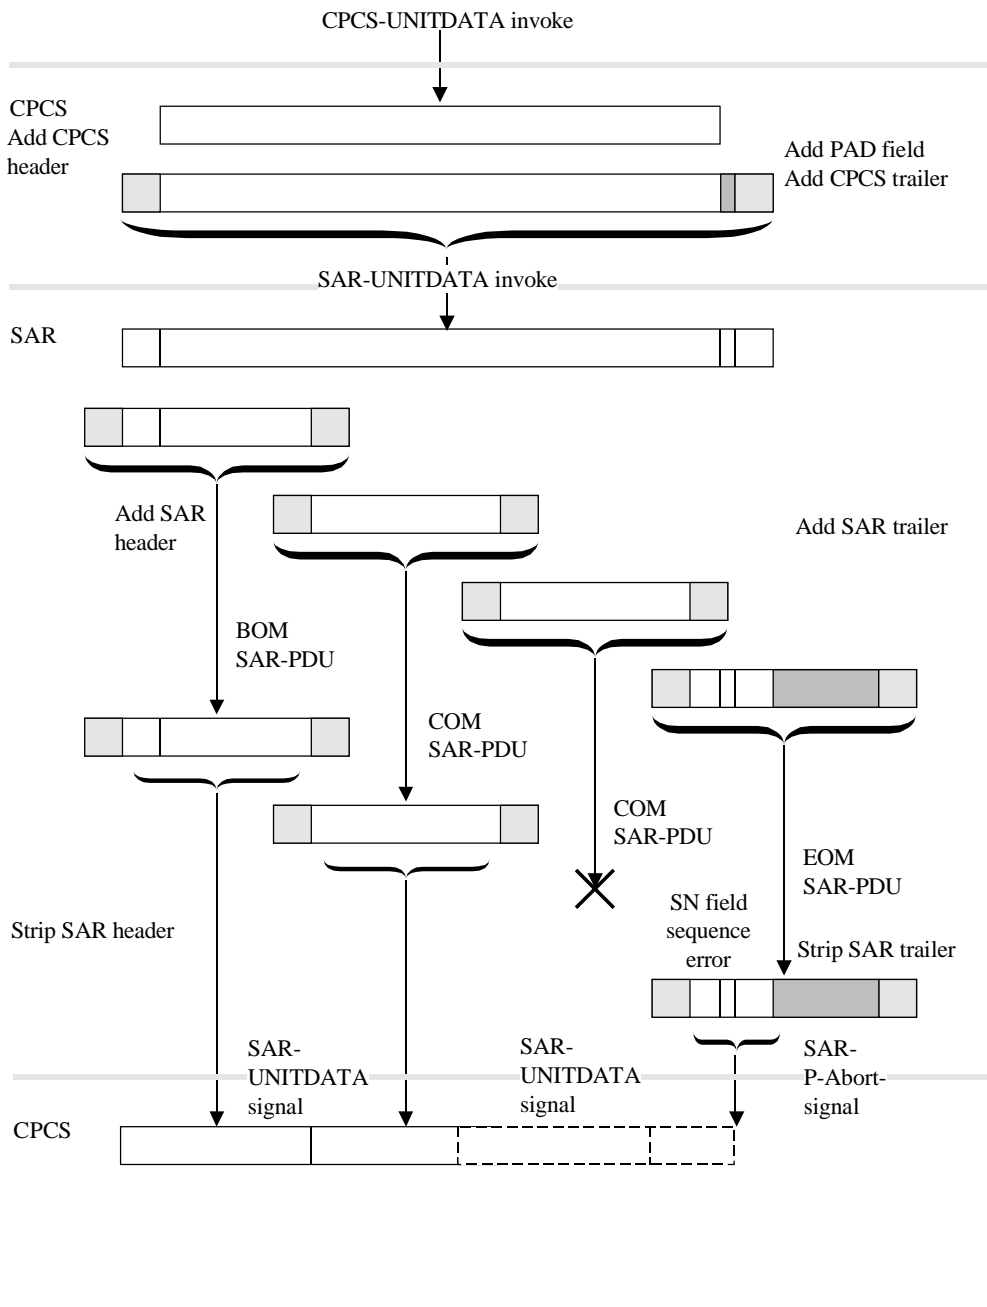 CPCS-UNITDATA invoke
CPCS
Add CPCS
header
Add PAD field
Add CPCS trailer
SAR-UNITDATA invoke
SAR
Add SAR
header
Add SAR trailer
BOM
SAR-PDU
COM
SAR-PDU
COM
SAR-PDU
EOM
SAR-PDU
SN field
sequence
error
Strip SAR header
Strip SAR trailer
SAR-
UNITDATA
signal
SAR-
UNITDATA
signal
SAR-
P-Abort-
signal
CPCS